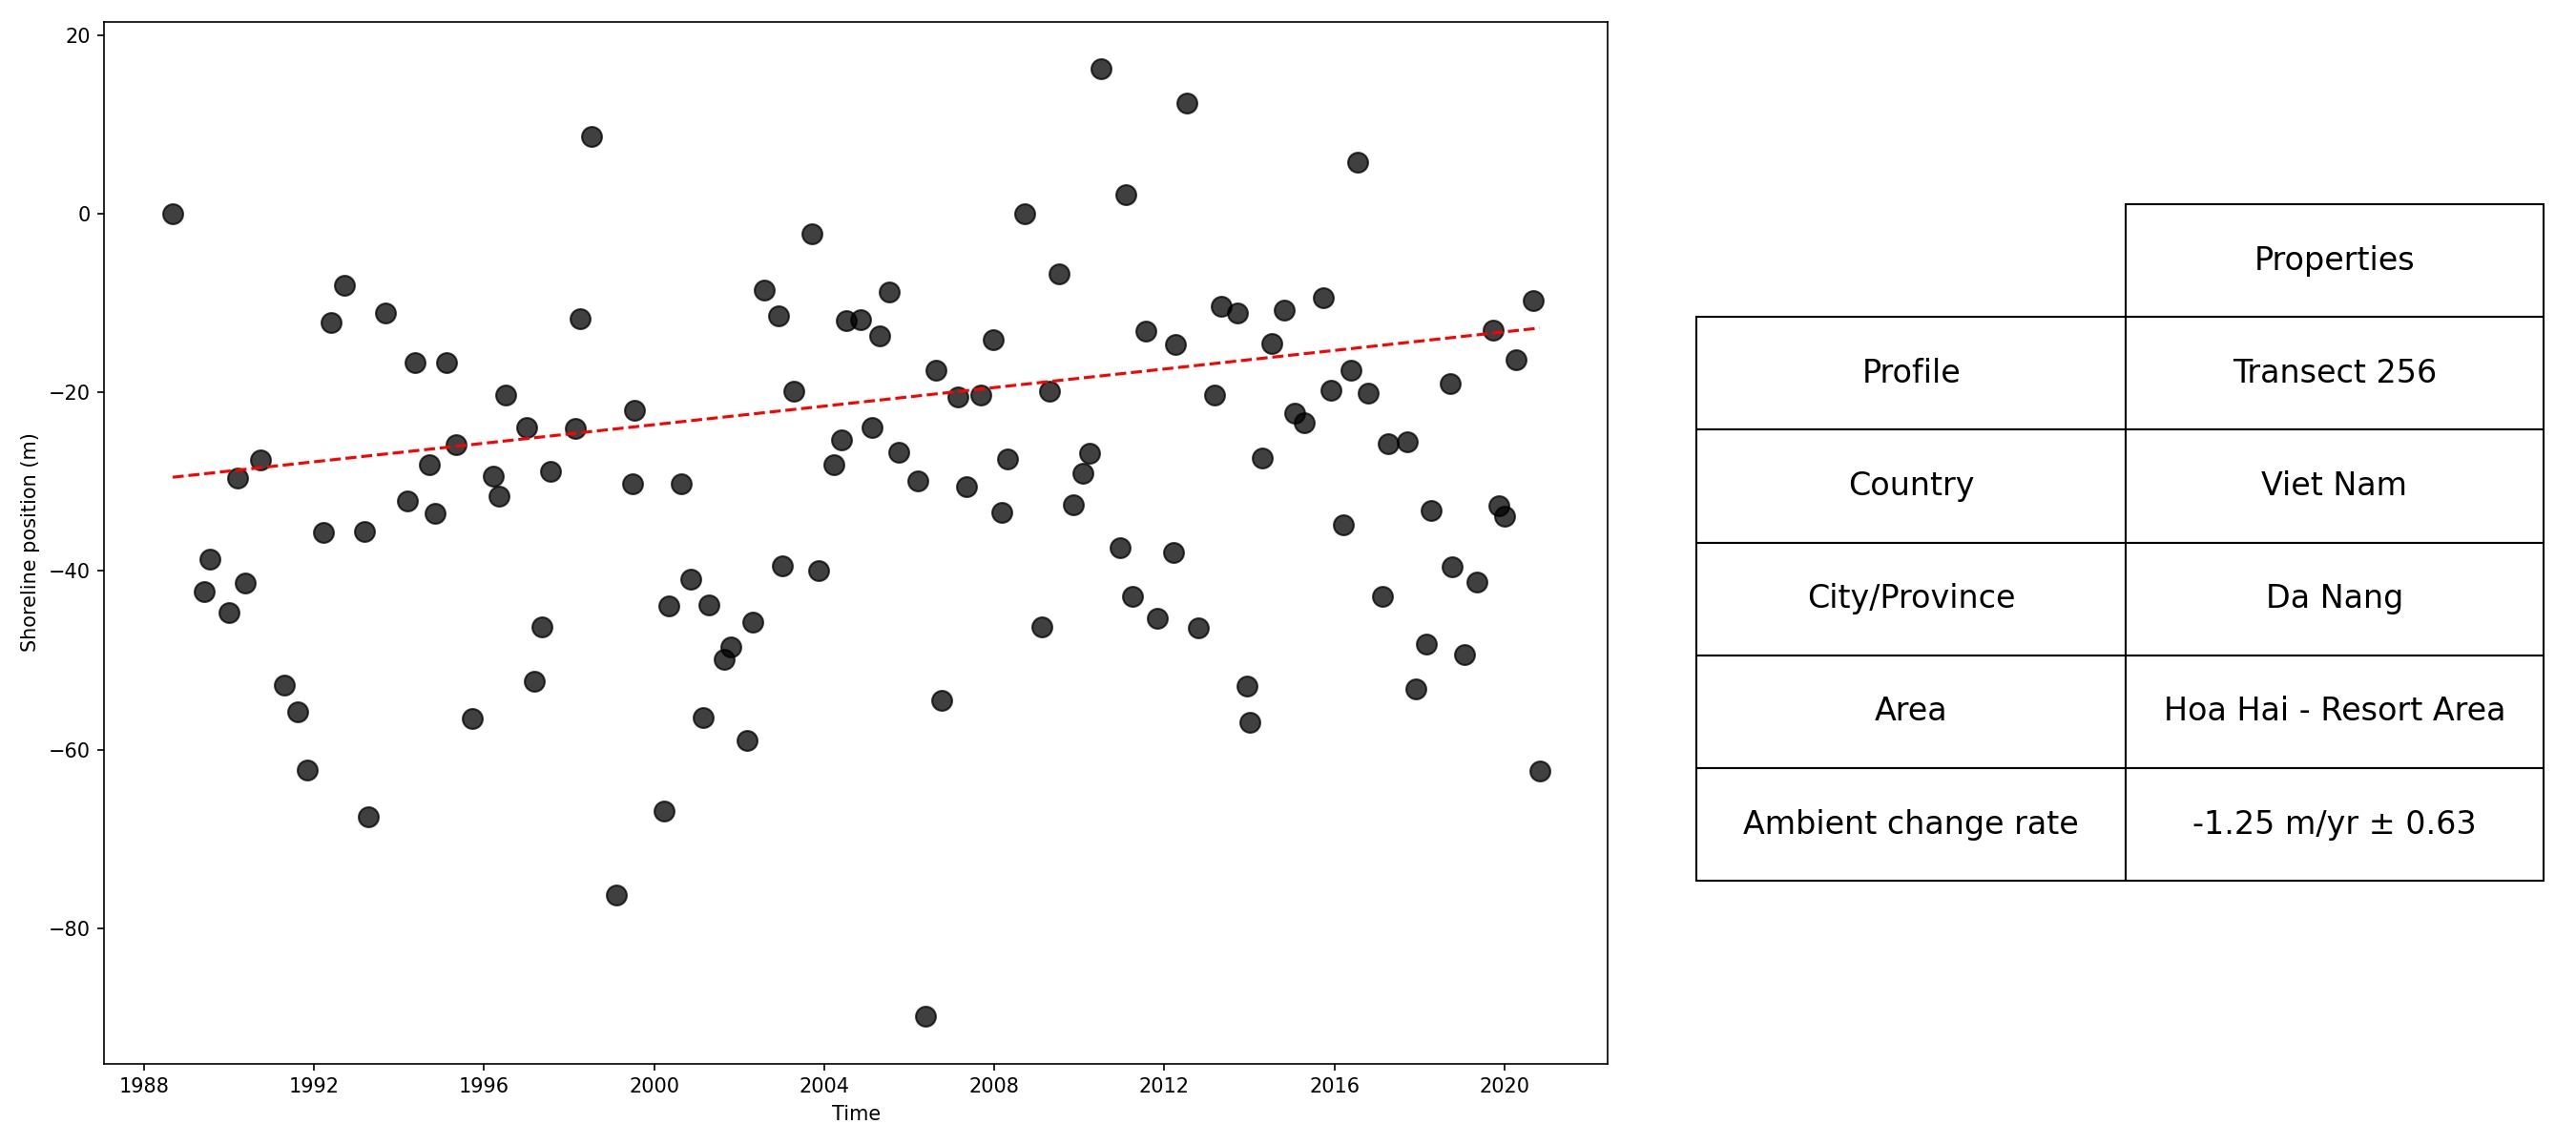 20
0
−20
−40
−60
−80
Shoreline position (m)
1988 1992 1996 2000 2004 2008 2012 2016 2020
Time
Properties
Profile Transect 256
Country Viet Nam
City/Province Da Nang
Area Hoa Hai - Resort Area
Ambient change rate -1.25 m/yr ± 0.63